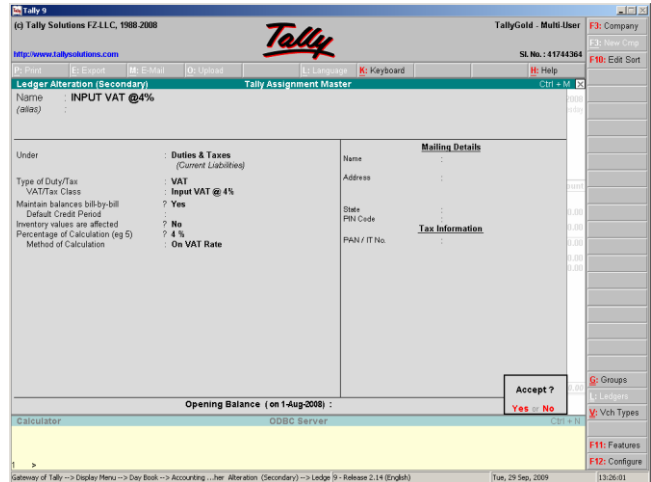 Tally 9
(c) Tally Solutions FZ-LLC, 1988-2008
TallyGold - Multi-User
Tally
http://www.tallysolutions.com
Sl. No. : 41744364
P: Print E: Export M: E-Mail O: Upload L: Language K: Keyboard H: Help
Ledger Alteration (Secondary) Tally Assignment Master Ctrl + M
Name : INPUT VAT @4%
(alias) :
Under : Duties & Taxes
(Current Liabilities)
Type of Duty/Tax : VAT
VAT/Tax Class : Input VAT @ 4%
Maintain balances bill-by-bill ? Yes
Default Credit Period :
Inventory values are affected ? No
Percentage of Calculation (eg 5) ? 4 %
Method of Calculation : On VAT Rate
Mailing Details
Name :
Address :
State :
PIN Code :
Tax Information
PAN / IT No. :
Opening Balance ( on 1-Aug-2008) :
Accept ?
Yes or No
Calculator ODBC Server Ctrl + N
1 >
Gateway of Tally --> Display Menu --> Day Book --> Accounting ...her Alteration (Secondary) --> Ledge 9 - Release 2.14 (English) Tue, 29 Sep, 2009 13:26:01
F3: Company
F3: New Cmp
F10: Edit Sort
G: Groups
L: Ledgers
V: Vch Types
F11: Features
F12: Configure